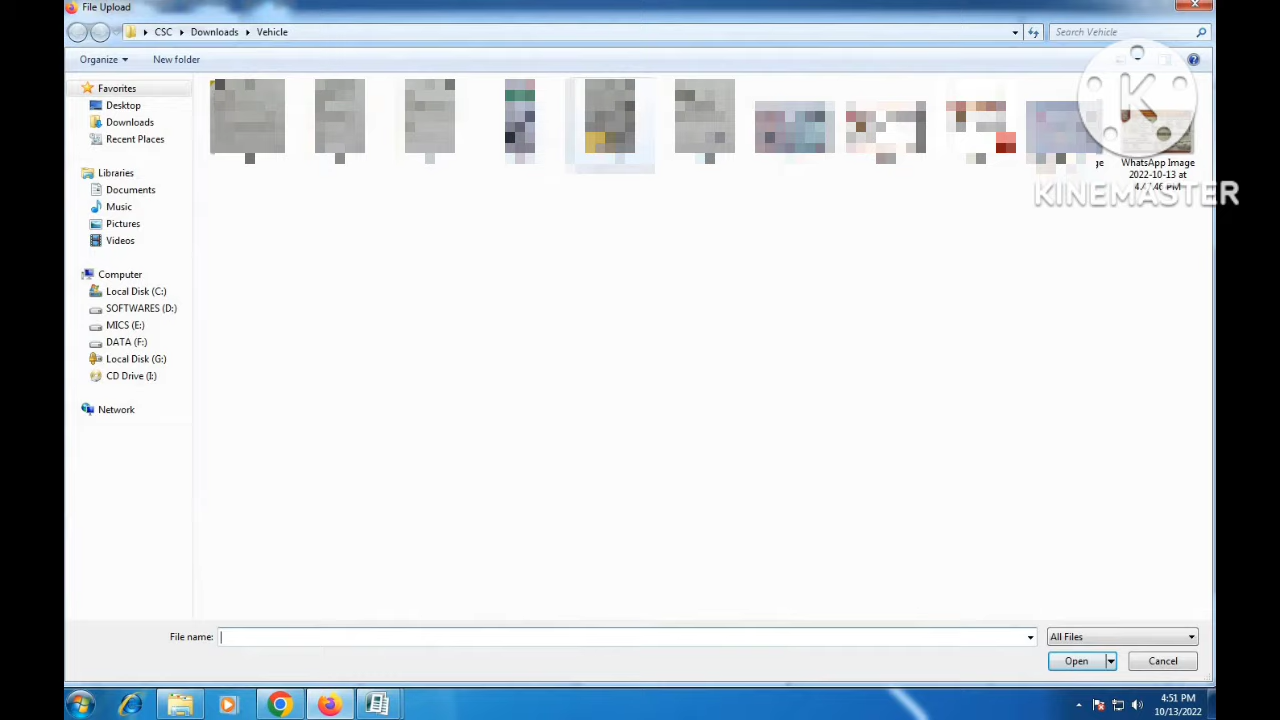 File Upload
CSC Downloads Vehicle
Search Vehicle
Organize New folder
Favorites
Desktop
Downloads
Recent Places
Libraries
Documents
Music
Pictures
Videos
Computer
Local Disk (C:)
SOFTWARES (D:)
MICS (E:)
DATA (F:)
Local Disk (G:)
CD Drive (I:)
Network
WhatsApp Image
2022-10-13 at
KINEMASTER
File name:
All Files
Open Cancel
4:51 PM
10/13/2022